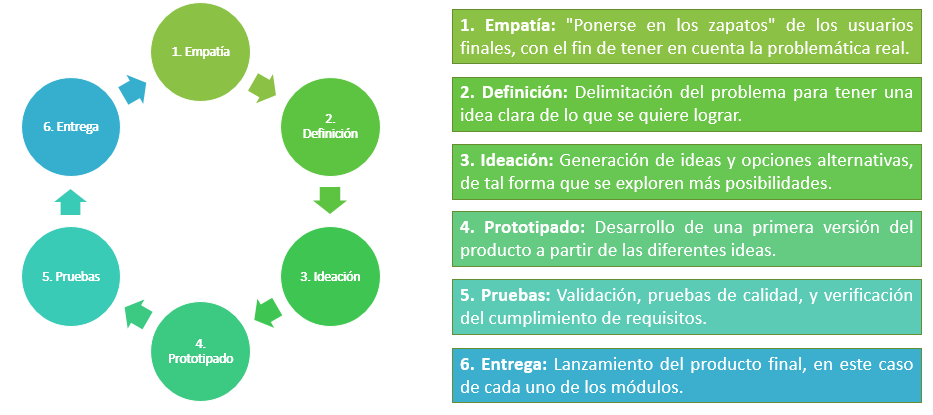 1. Empatía
2.
Definición
3. Ideación
4.
Prototipado
5. Pruebas
6. Entrega
1. Empatía: "Ponerse en los zapatos" de los usuarios
finales, con el fin de tener en cuenta la problemática real.
2. Definición: Delimitación del problema para tener una
idea clara de lo que se quiere lograr.
3. Ideación: Generación de ideas y opciones alternativas,
de tal forma que se exploren más posibilidades.
4. Prototipado: Desarrollo de una primera versión del
producto a partir de las diferentes ideas.
5. Pruebas: Validación, pruebas de calidad, y verificación
del cumplimiento de requisitos.
6. Entrega: Lanzamiento del producto final, en este caso
de cada uno de los módulos.